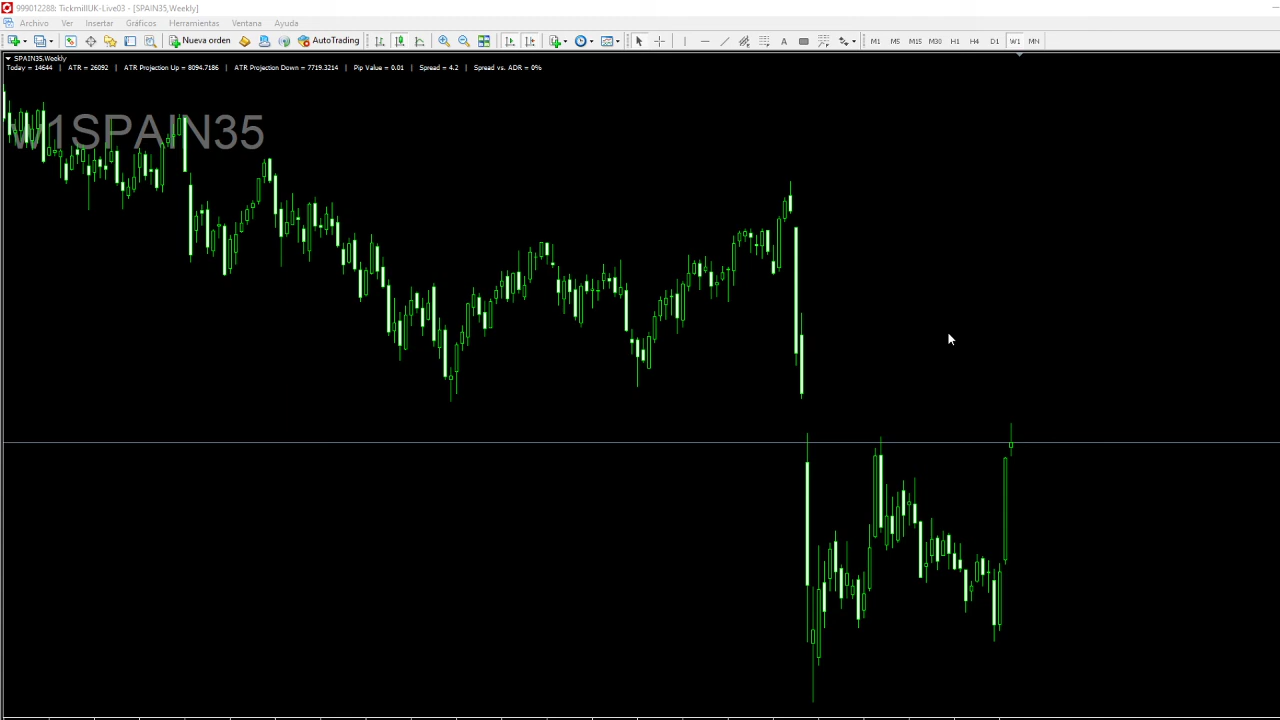 999012288: TickmillUK-Live03 - [SPAIN35,Weekly]
Archivo Ver Insertar Gráficos Herramientas Ventana Ayuda
Nueva orden AutoTrading A M1 M5 M15 M30 H1 H4 D1 W1 MN
SPAIN35,Weekly
Today = 14644 | ATR = 26092 | ATR Projection Up = 8094.7186 | ATR Projection Down = 7719.3214 | Pip Value = 0.01 | Spread = 4.2 | Spread vs. ADR = 0%
W1SPAIN35